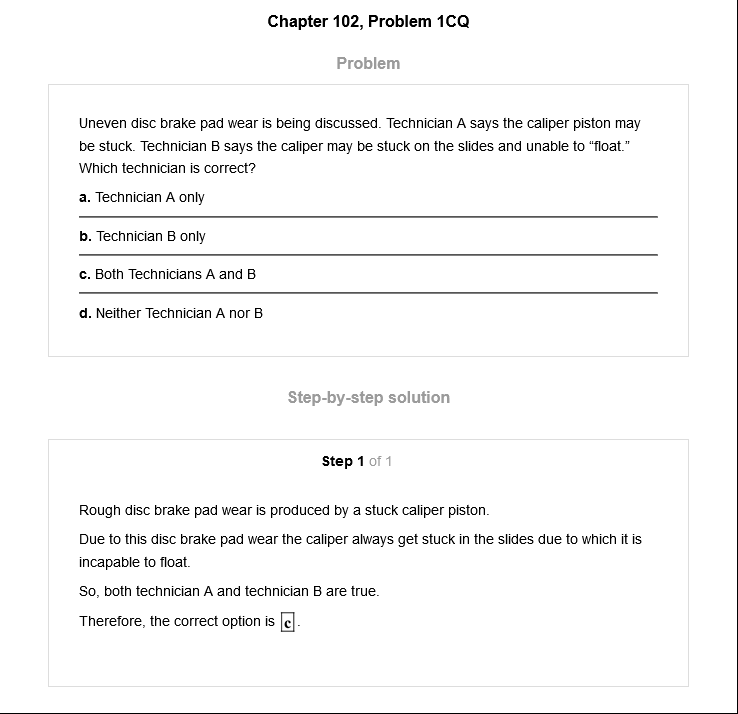 Chapter 102, Problem 1CQ
Problem
Uneven disc brake pad wear is being discussed. Technician A says the caliper piston may
be stuck. Technician B says the caliper may be stuck on the slides and unable to “float.”
Which technician is correct?
a. Technician A only
b. Technician B only
c. Both Technicians A and B
d. Neither Technician A nor B
Step-by-step solution
Step 1 of 1
Rough disc brake pad wear is produced by a stuck caliper piston.
Due to this disc brake pad wear the caliper always get stuck in the slides due to which it is
incapable to float.
So, both technician A and technician B are true.
Therefore, the correct option is c.